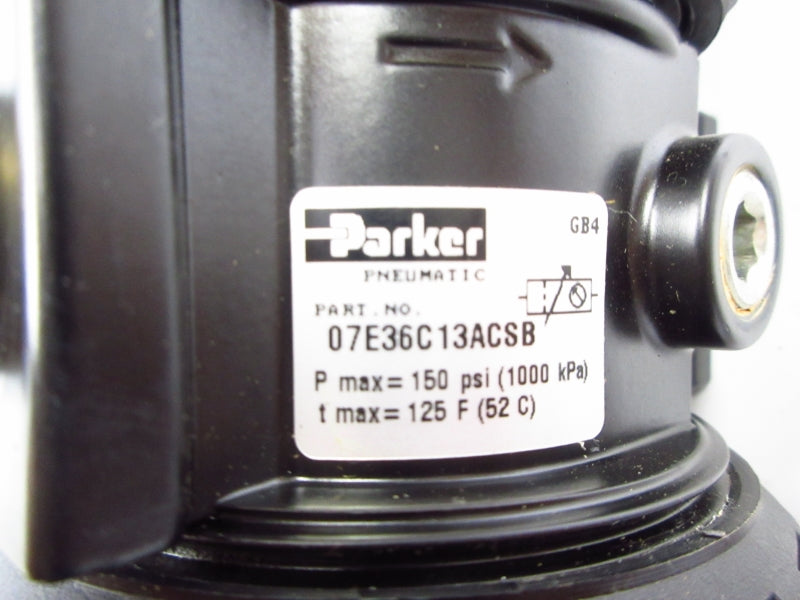 Parker
GB4
PNEUMATIC
PART.NO.
07E36C13ACSB
P max = 150 psi (1000 kPa)
t max = 125 F (52 C)